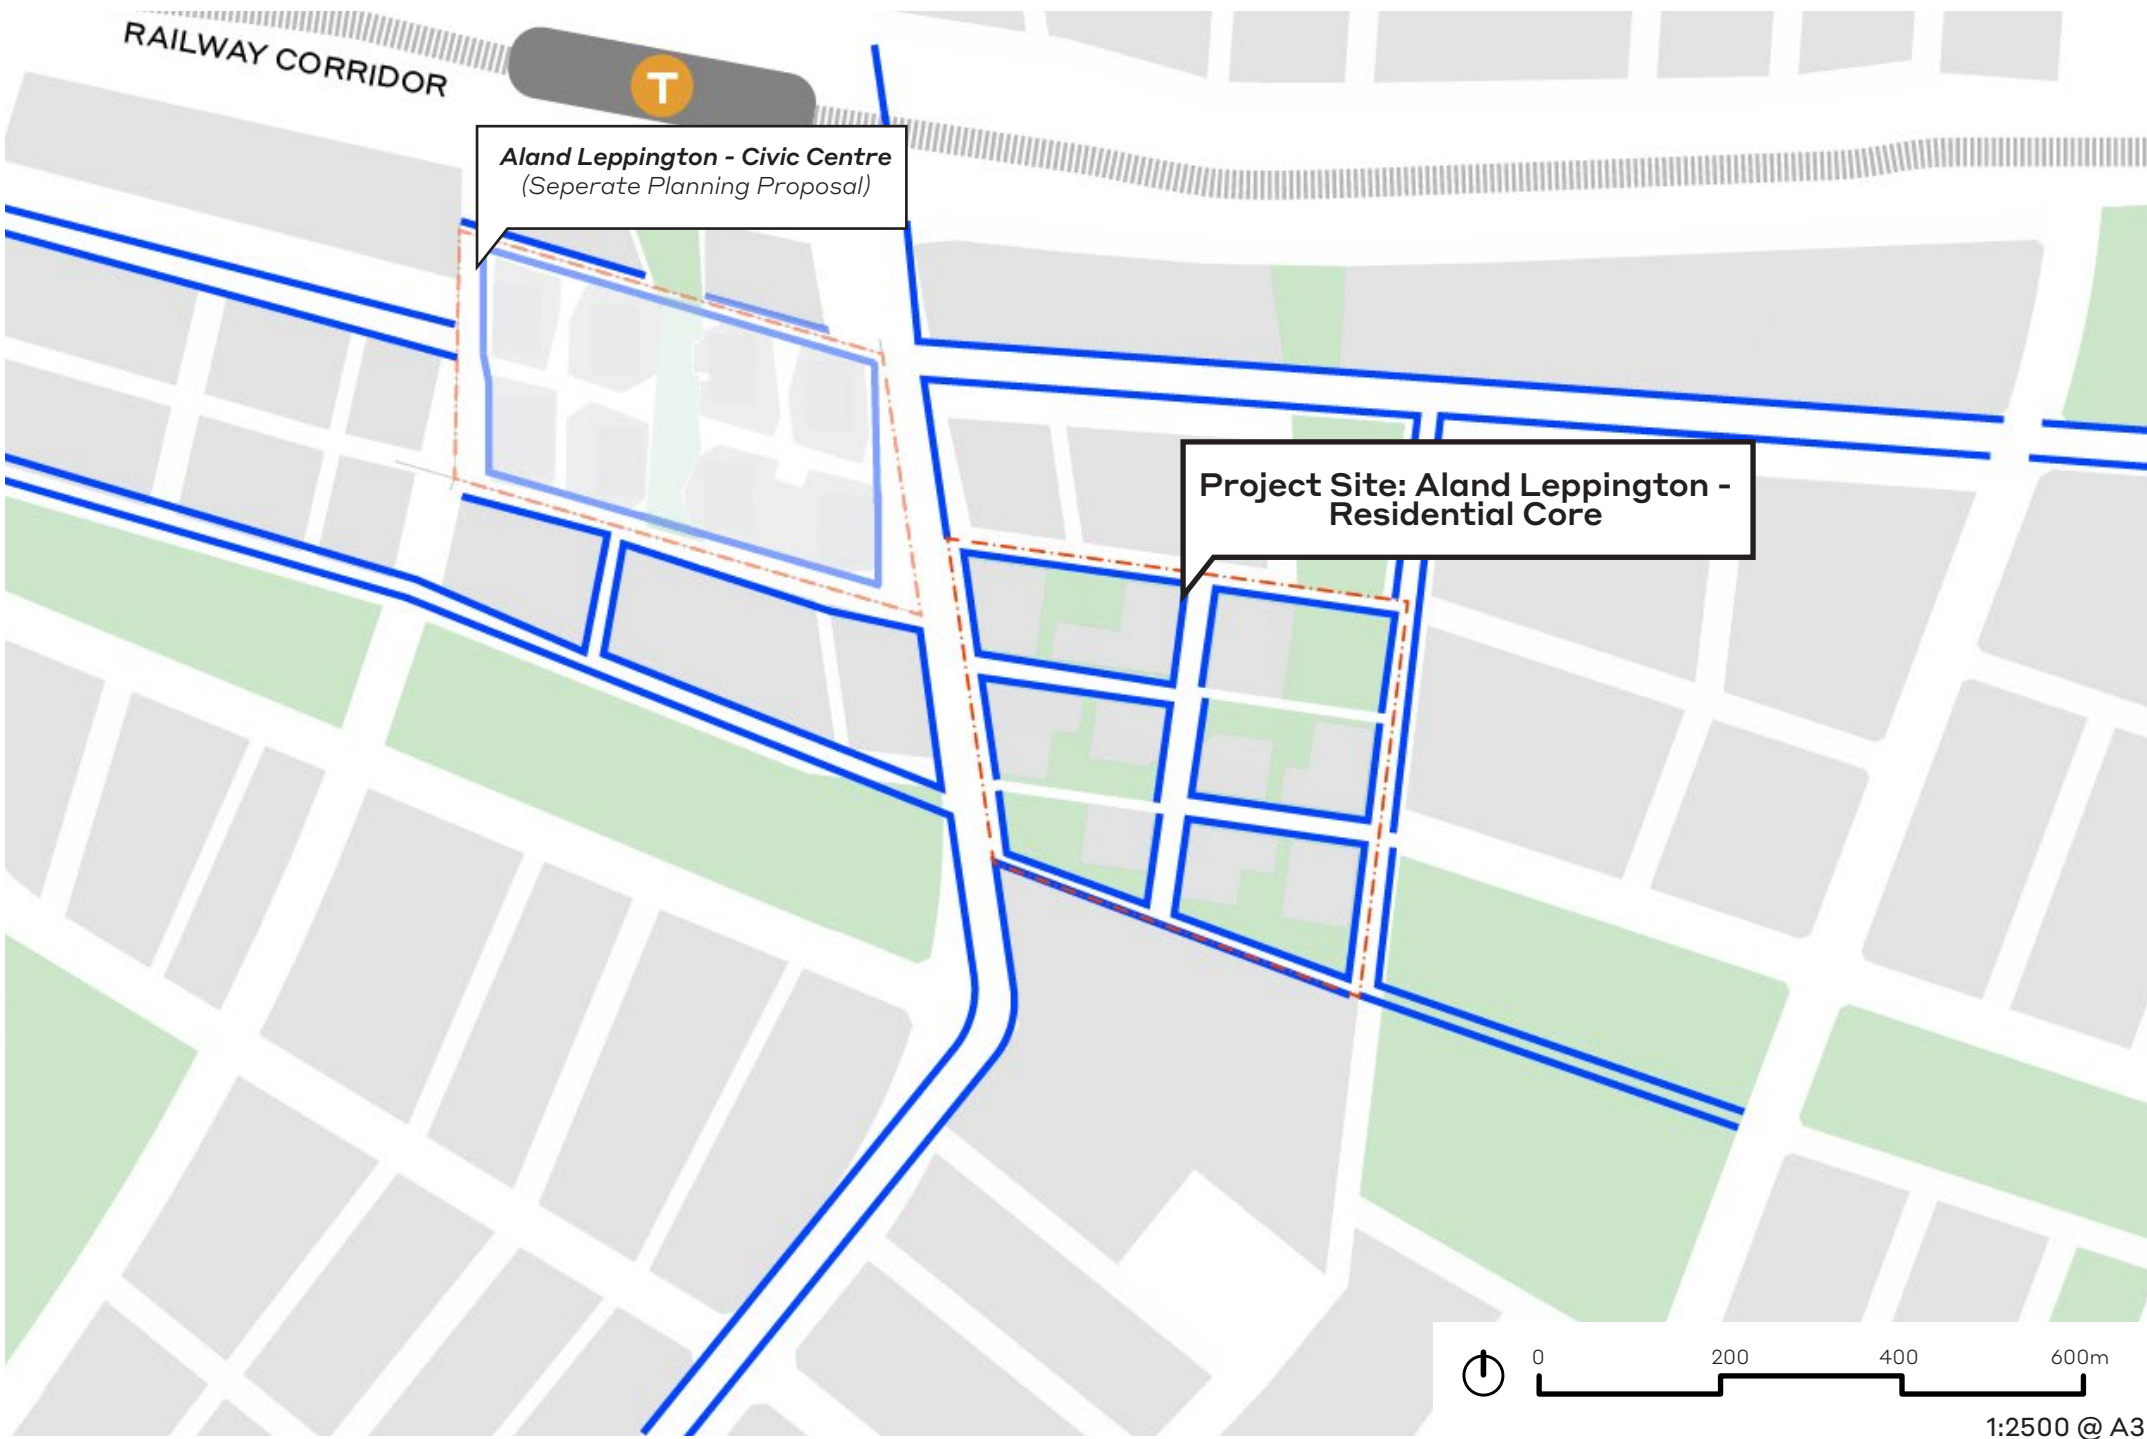 RAILWAY CORRIDOR
T
Aland Leppington - Civic Centre
(Seperate Planning Proposal)
Project Site: Aland Leppington -
Residential Core
0 200 400 600m
1:2500 @ A3